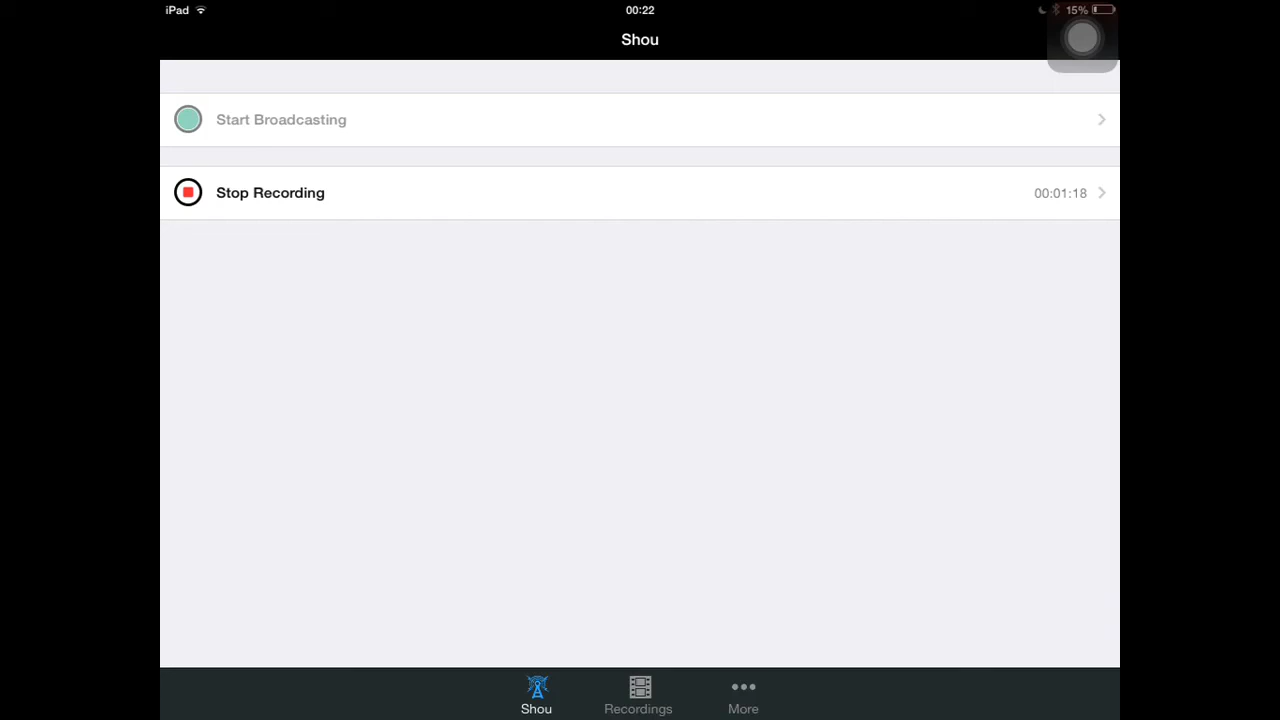 iPad 00:22 15%
Shou
Start Broadcasting
Stop Recording 00:01:18
Shou Recordings More